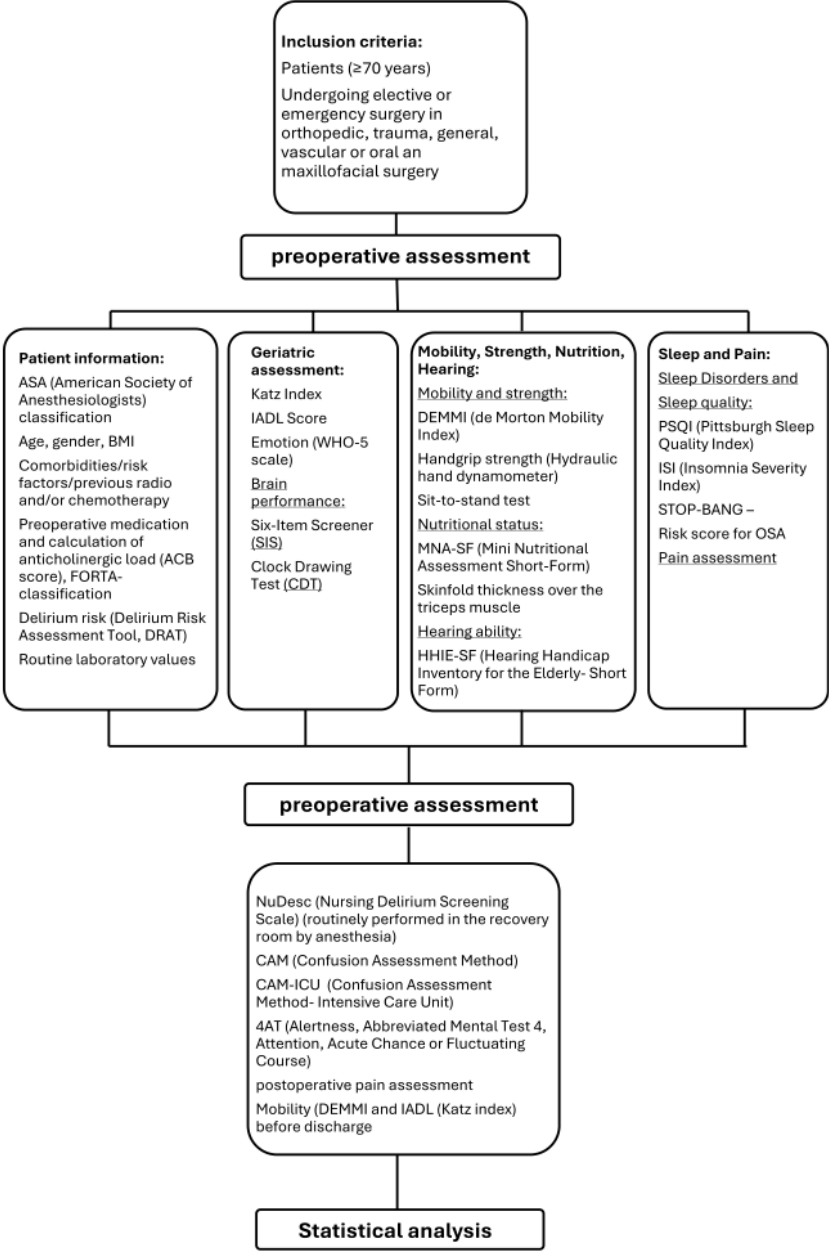 Inclusion criteria:
Patients (≥70 years)
Undergoing elective or
emergency surgery in
orthopedic, trauma, general,
vascular or oral an
maxillofacial surgery
preoperative assessment
Patient information:
ASA (American Society of
Anesthesiologists)
classification
Age, gender, BMI
Comorbidities/risk
factors/previous radio
and/or chemotherapy
Preoperative medication
and calculation of
anticholinergic load (ACB
score), FORTA-
classification
Delirium risk (Delirium Risk
Assessment Tool, DRAT)
Routine laboratory values
Geriatric
assessment:
Katz Index
IADL Score
Emotion (WHO-5
scale)
Brain
performance:
Six-Item Screener
(SIS)
Clock Drawing
Test (CDT)
Mobility, Strength, Nutrition,
Hearing:
Mobility and strength:
DEMMI (de Morton Mobility
Index)
Handgrip strength (Hydraulic
hand dynamometer)
Sit-to-stand test
Nutritional status:
MNA-SF (Mini Nutritional
Assessment Short-Form)
Skinfold thickness over the
triceps muscle
Hearing ability:
HHIE-SF (Hearing Handicap
Inventory for the Elderly- Short
Form)
Sleep and Pain:
Sleep Disorders and
Sleep quality:
PSQI (Pittsburgh Sleep
Quality Index)
ISI (Insomnia Severity
Index)
STOP-BANG –
Risk score for OSA
Pain assessment
preoperative assessment
NuDesc (Nursing Delirium Screening
Scale) (routinely performed in the recovery
room by anesthesia)
CAM (Confusion Assessment Method)
CAM-ICU (Confusion Assessment
Method- Intensive Care Unit)
4AT (Alertness, Abbreviated Mental Test 4,
Attention, Acute Chance or Fluctuating
Course)
postoperative pain assessment
Mobility (DEMMI and IADL (Katz index)
before discharge
Statistical analysis